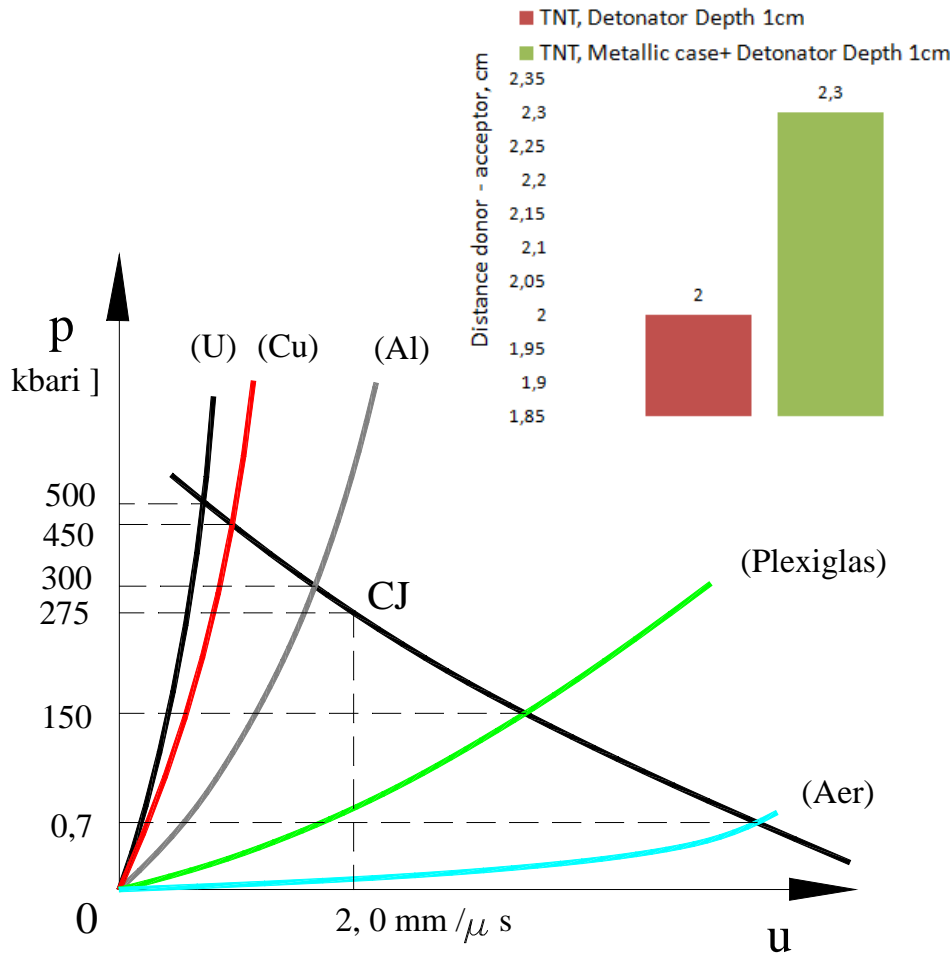 TNT, Detonator Depth 1cm
TNT, Metallic case+ Detonator Depth 1cm
Distance donor - acceptor, cm
2,35
2,3
2,25
2,2
2,15
2,1
2,05
2
1,95
1,9
1,85
2
2,3
p
kbari ]
(U) (Cu) (Al)
500
450
300
275
150
0,7
0
CJ
(Plexiglas)
(Aer)
2, 0 mm /μ s
u